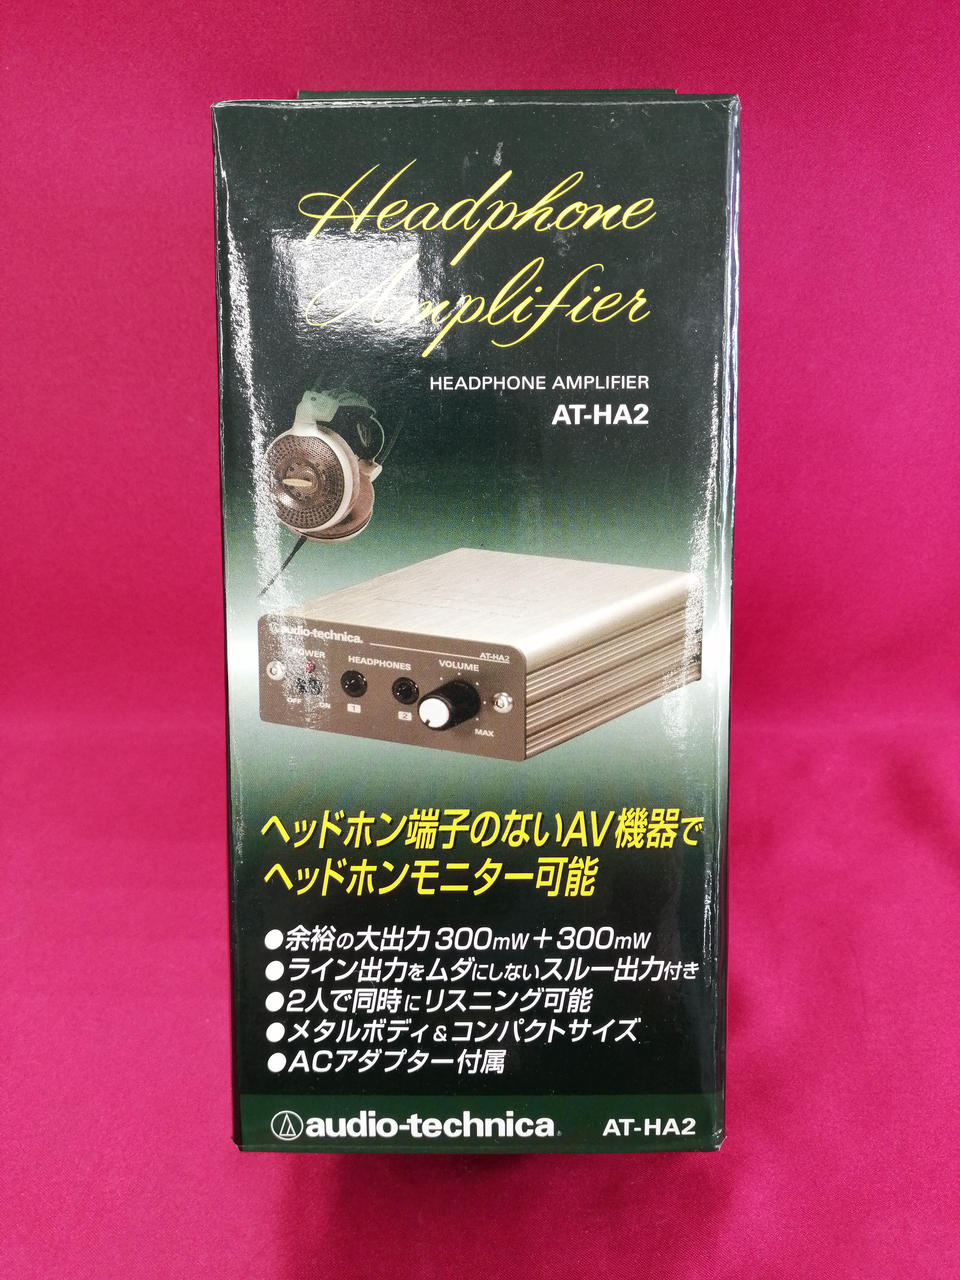 Headphone
Amplifier
HEADPHONE AMPLIFIER
AT-HA2
audio-technica
AT-HA2
POWER
HEADPHONES
VOLUME
OFF
ON
1
2
MAX
ヘッドホン端子のないAV機器で
ヘッドホンモニター可能
●余裕の大出力300mW+300mW
●ライン出力をムダにしないスルー出力付き
●2人で同時にリスニング可能
●メタルボディ&コンパクトサイズ
●ACアダプター付属
audio-technica
AT-HA2